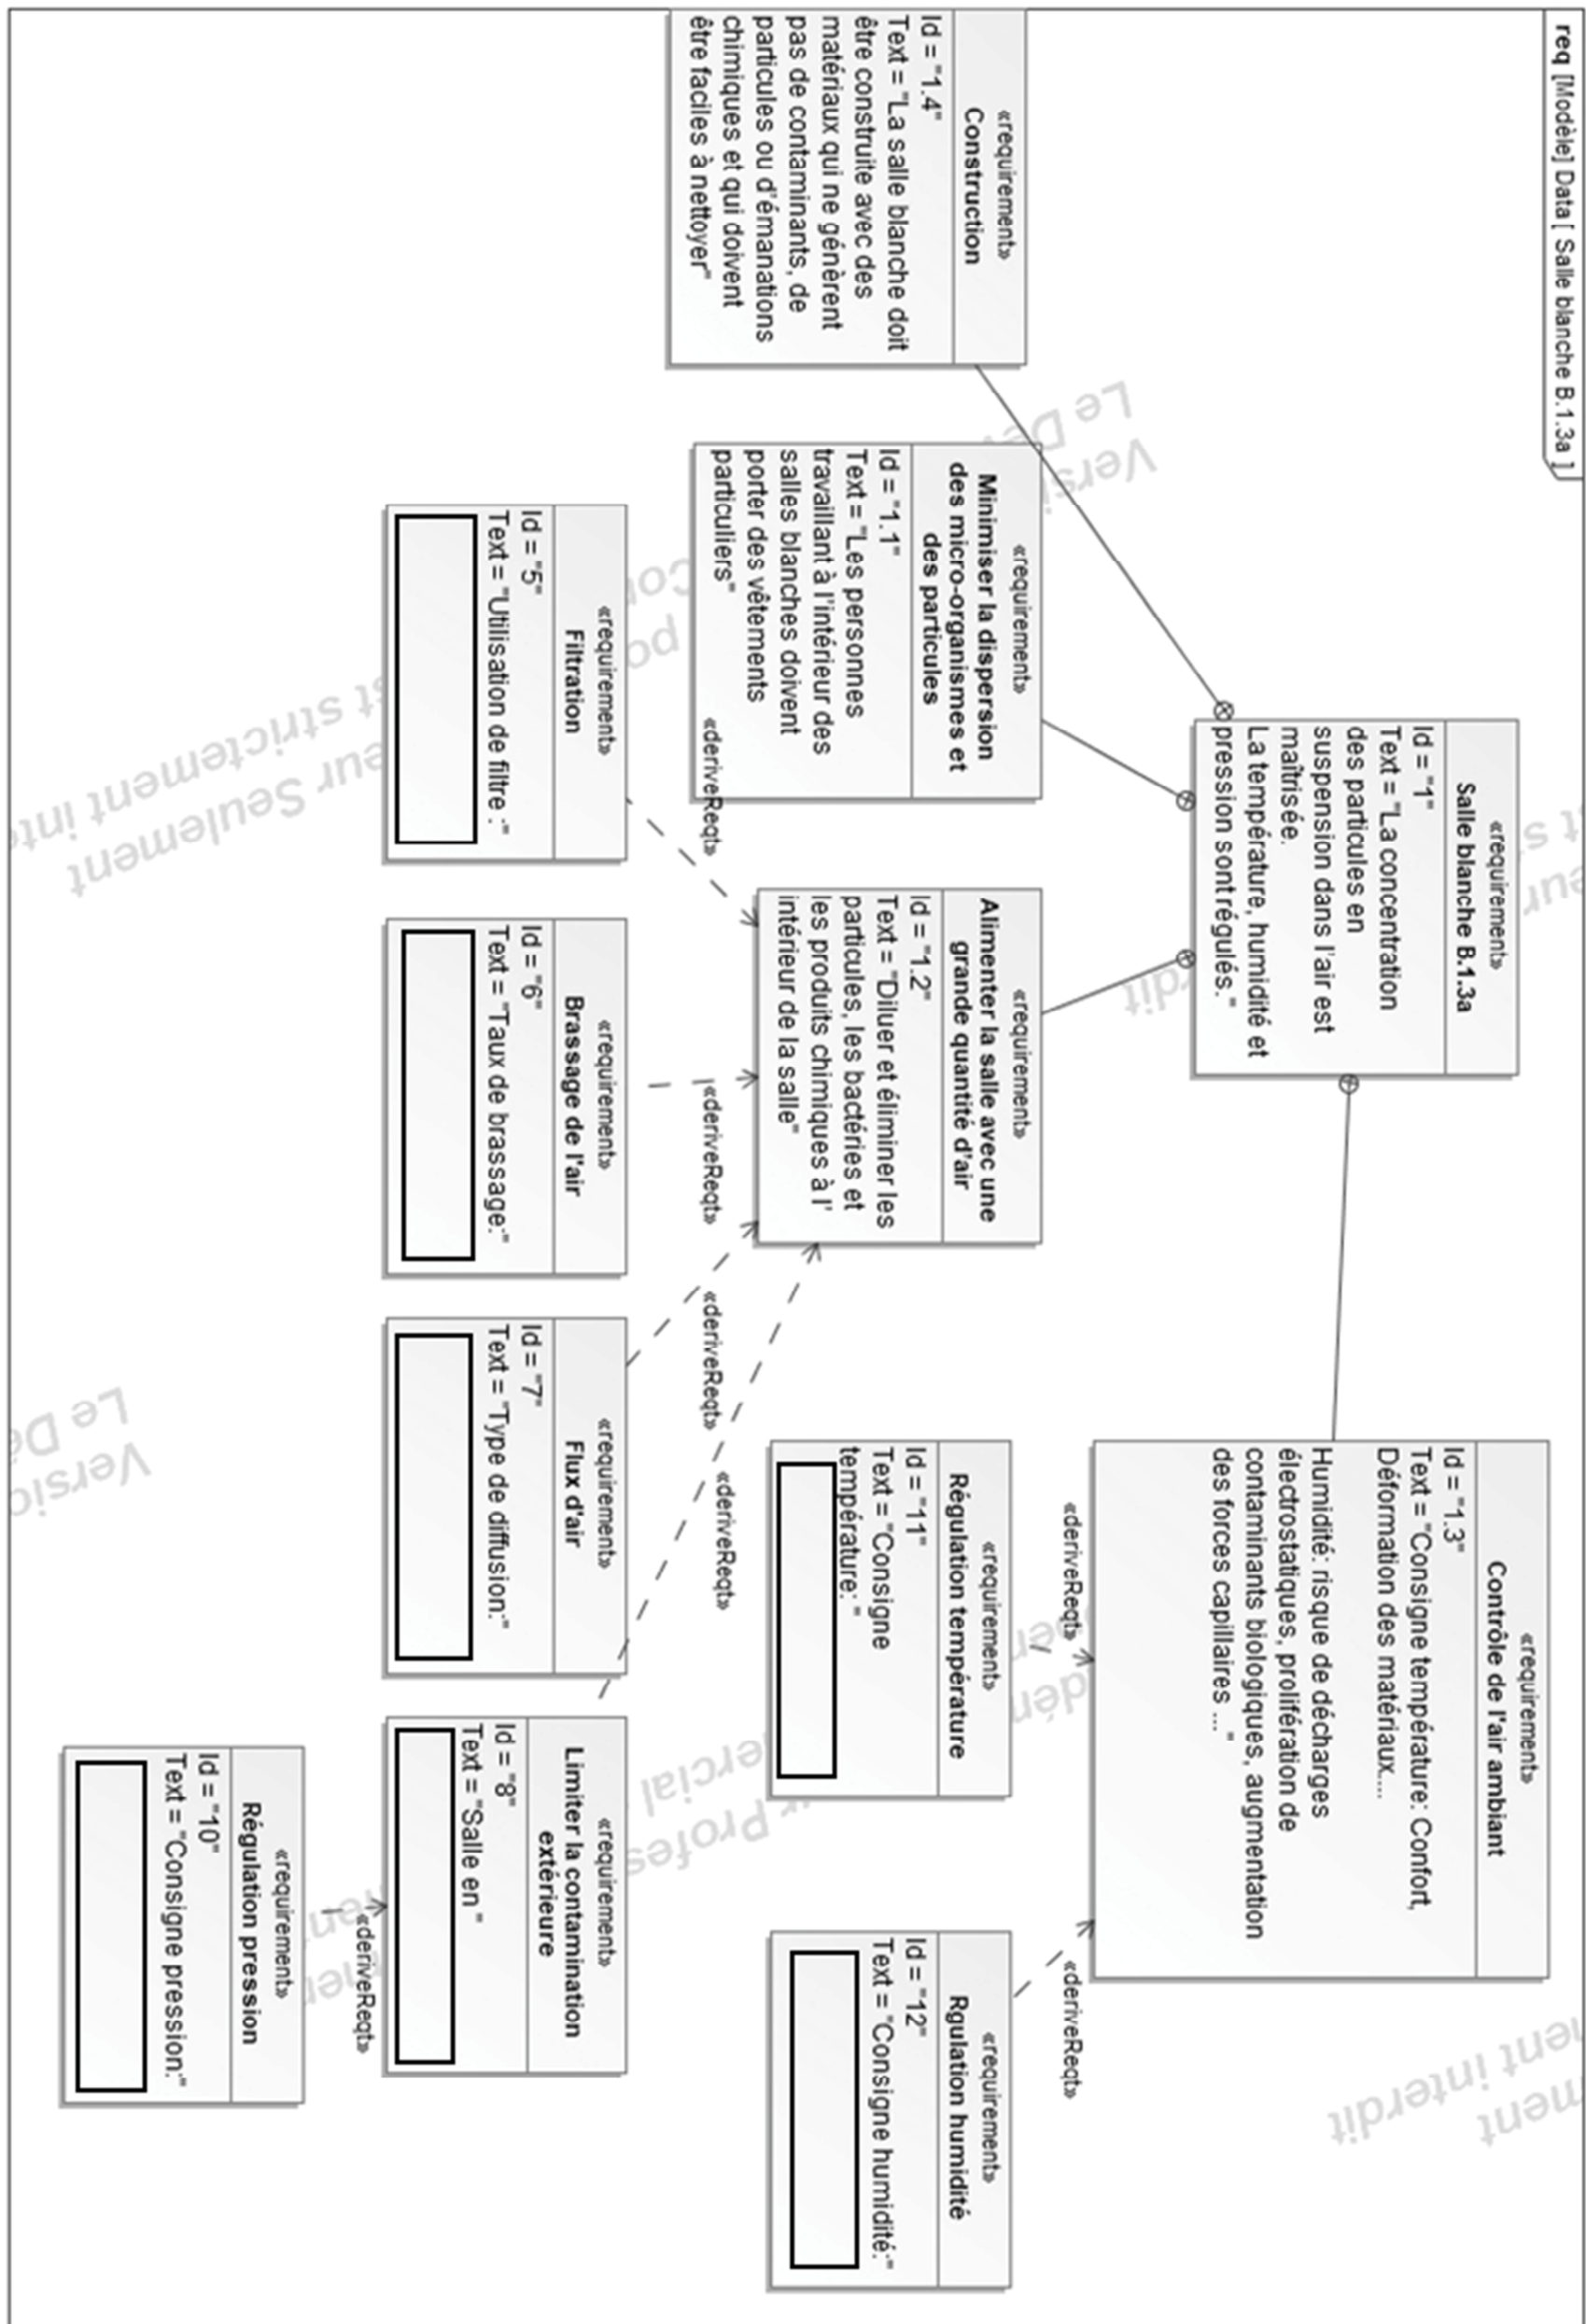 req [Modèle] Data [ Salle blanche B.1.3a ]
«requirement»
Salle blanche B.1.3a
Id = "1"
Text = "La concentration
des particules en
suspension dans l'air est
maîtrisée.
La température, humidité et
pression sont régulés."
«requirement»
Contrôle de l'air ambiant
Id = "1.3"
Text = "Consigne température: Confort,
Déformation des matériaux...
Humidité: risque de décharges
électrostatiques, prolifération de
contaminants biologiques, augmentation
des forces capillaires ..."
«requirement»
Construction
Id = "1.4"
Text = "La salle blanche doit
être construite avec des
matériaux qui ne génèrent
pas de contaminants, de
particules ou d'émanations
chimiques et qui doivent
être faciles à nettoyer"
«requirement»
Minimiser la dispersion
des micro-organismes et
des particules
Id = "1.1"
Text = "Les personnes
travaillant à l'intérieur des
salles blanches doivent
porter des vêtements
particuliers"
«requirement»
Alimenter la salle avec une
grande quantité d'air
Id = "1.2"
Text = "Diluer et éliminer les
particules, les bactéries et
les produits chimiques à l'
intérieur de la salle"
«deriveReqt»
«deriveReqt»
«requirement»
Régulation température
Id = "11"
Text = "Consigne
température: "
«requirement»
Rgulation humidité
Id = "12"
Text = "Consigne humidité:"
«deriveReqt»
«deriveReqt»
«deriveReqt»
«deriveReqt»
«requirement»
Filtration
Id = "5"
Text = "Utilisation de filtre :"
«requirement»
Brassage de l'air
Id = "6"
Text = "Taux de brassage:"
«requirement»
Flux d'air
Id = "7"
Text = "Type de diffusion:"
«requirement»
Limiter la contamination
extérieure
Id = "8"
Text = "Salle en "
«deriveReqt»
«requirement»
Régulation pression
Id = "10"
Text = "Consigne pression:"